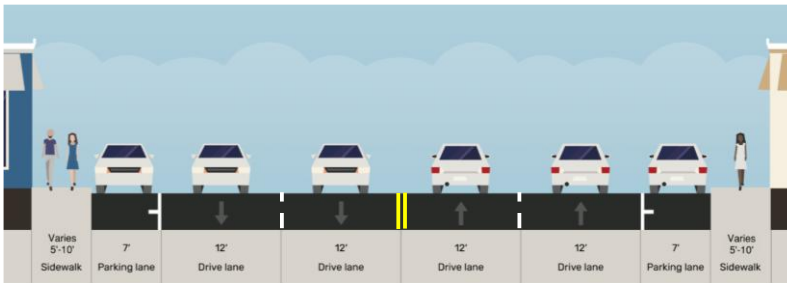 Varies
5'-10'
Sidewalk
7'
Parking lane
12'
Drive lane
12'
Drive lane
12'
Drive lane
12'
Drive lane
7'
Parking lane
Varies
5'-10'
Sidewalk